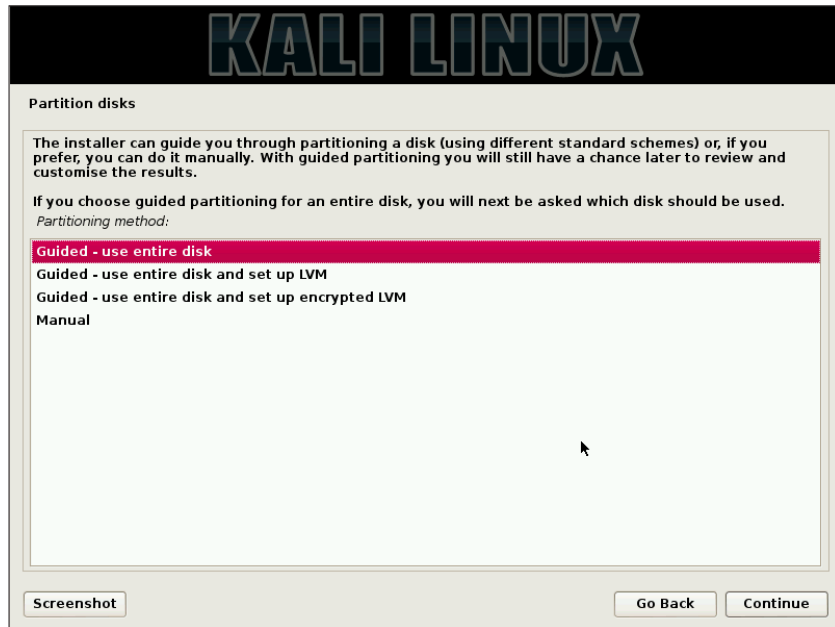 KALI LINUX
Partition disks
The installer can guide you through partitioning a disk (using different standard schemes) or, if you
prefer, you can do it manually. With guided partitioning you will still have a chance later to review and
customise the results.
If you choose guided partitioning for an entire disk, you will next be asked which disk should be used.
Partitioning method:
Guided - use entire disk
Guided - use entire disk and set up LVM
Guided - use entire disk and set up encrypted LVM
Manual
Screenshot
Go Back
Continue